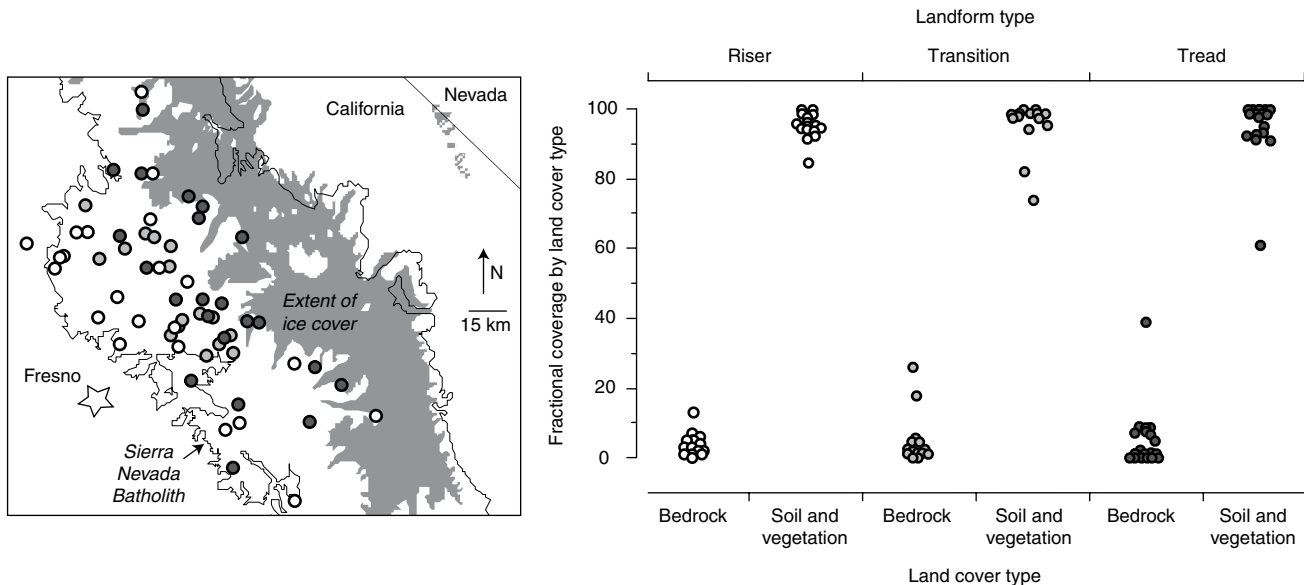 California
Nevada
N
15 km
Extent of
ice cover
Fresno
Sierra
Nevada
Batholith
Landform type
Riser Transition Tread
Fractional coverage by land cover type
100
80
60
40
20
0
Bedrock Soil and vegetation Bedrock Soil and vegetation Bedrock Soil and vegetation
Land cover type